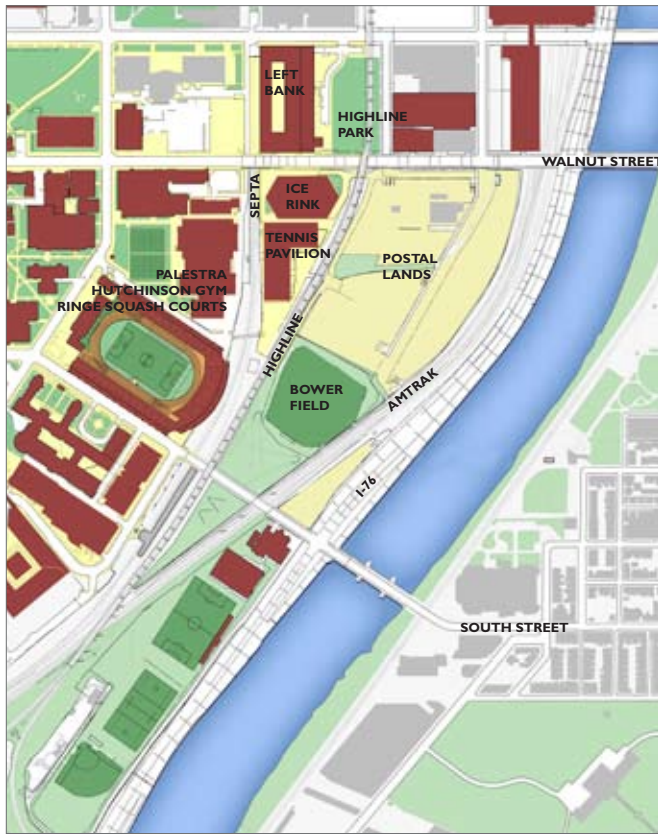 LEFT
BANK
HIGHLINE
PARK
WALNUT STREET
SEPTA
ICE
RINK
TENNIS
PAVILION
POSTAL
LANDS
PALESTRA
HUTCHINSON GYM
RINGE SQUASH COURTS
HIGHLINE
BOWER
FIELD
AMTRAK
I-76
SOUTH STREET